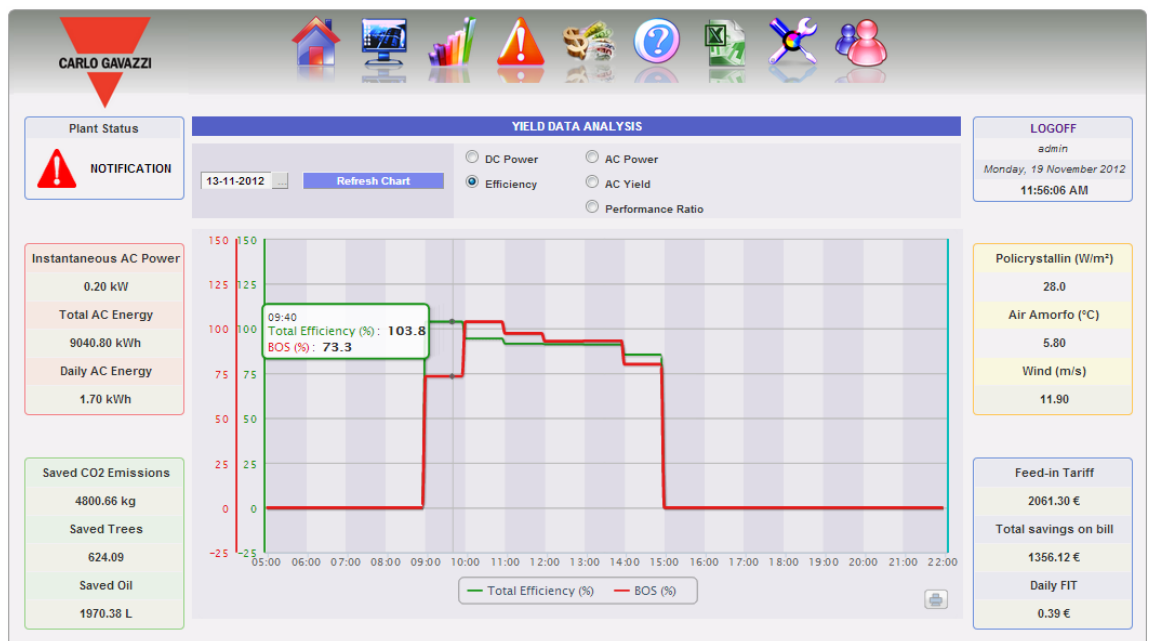 CARLO GAVAZZI
Plant Status
NOTIFICATION
Instantaneous AC Power
0.20 kW
Total AC Energy
9040.80 kWh
Daily AC Energy
1.70 kWh
Saved CO2 Emissions
4800.66 kg
Saved Trees
624.09
Saved Oil
1970.38 L
YIELD DATA ANALYSIS
13-11-2012 ...
Refresh Chart
DC Power
AC Power
Efficiency
AC Yield
Performance Ratio
150 150
125 125
100 100
75 75
50 50
25 25
0 0
-25 -25
09:40
Total Efficiency (%) : 103.8
BOS (%) : 73.3
05:00 06:00 07:00 08:00 09:00 10:00 11:00 12:00 13:00 14:00 15:00 16:00 17:00 18:00 19:00 20:00 21:00 22:00
Total Efficiency (%) BOS (%)
LOGOFF
admin
Monday, 19 November 2012
11:56:06 AM
Policrystallin (W/m²)
28.0
Air Amorfo (°C)
5.80
Wind (m/s)
11.90
Feed-in Tariff
2061.30 €
Total savings on bill
1356.12 €
Daily FIT
0.39 €